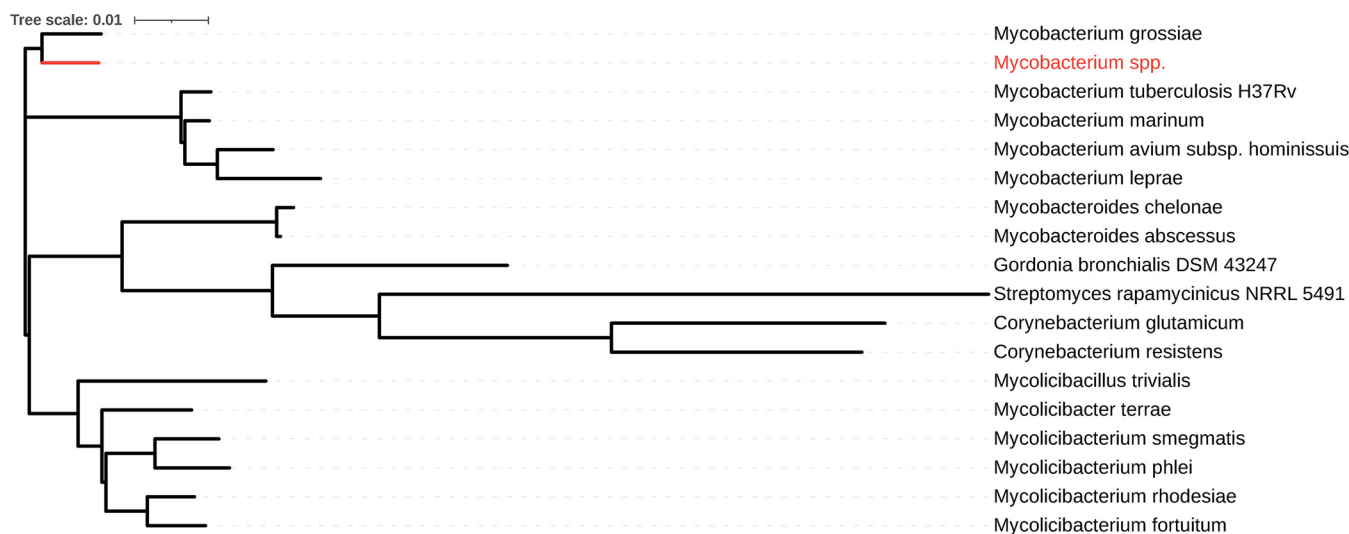 Tree scale: 0.01
Mycobacterium grossiae
Mycobacterium spp.
Mycobacterium tuberculosis H37Rv
Mycobacterium marinum
Mycobacterium avium subsp. hominissuis
Mycobacterium leprae
Mycobacteroides chelonae
Mycobacteroides abscessus
Gordonia bronchialis DSM 43247
Streptomyces rapamycinicus NRRL 5491
Corynebacterium glutamicum
Corynebacterium resistens
Mycolicibacillus trivialis
Mycolicibacter terrae
Mycolicibacterium smegmatis
Mycolicibacterium phlei
Mycolicibacterium rhodesiae
Mycolicibacterium fortuitum